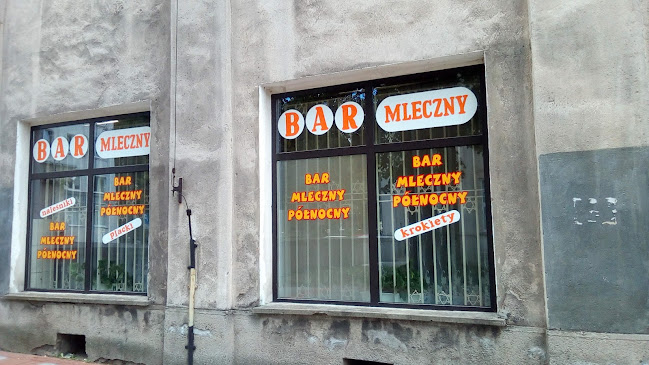 BAR MLECZNY
BAR
MLECZNY
PÓŁNOCNY
naleśniki
BAR
MLECZNY
PÓŁNOCNY
placki
BAR MLECZNY
BAR
MLECZNY
PÓŁNOCNY
BAR
MLECZNY
PÓŁNOCNY
krokiety